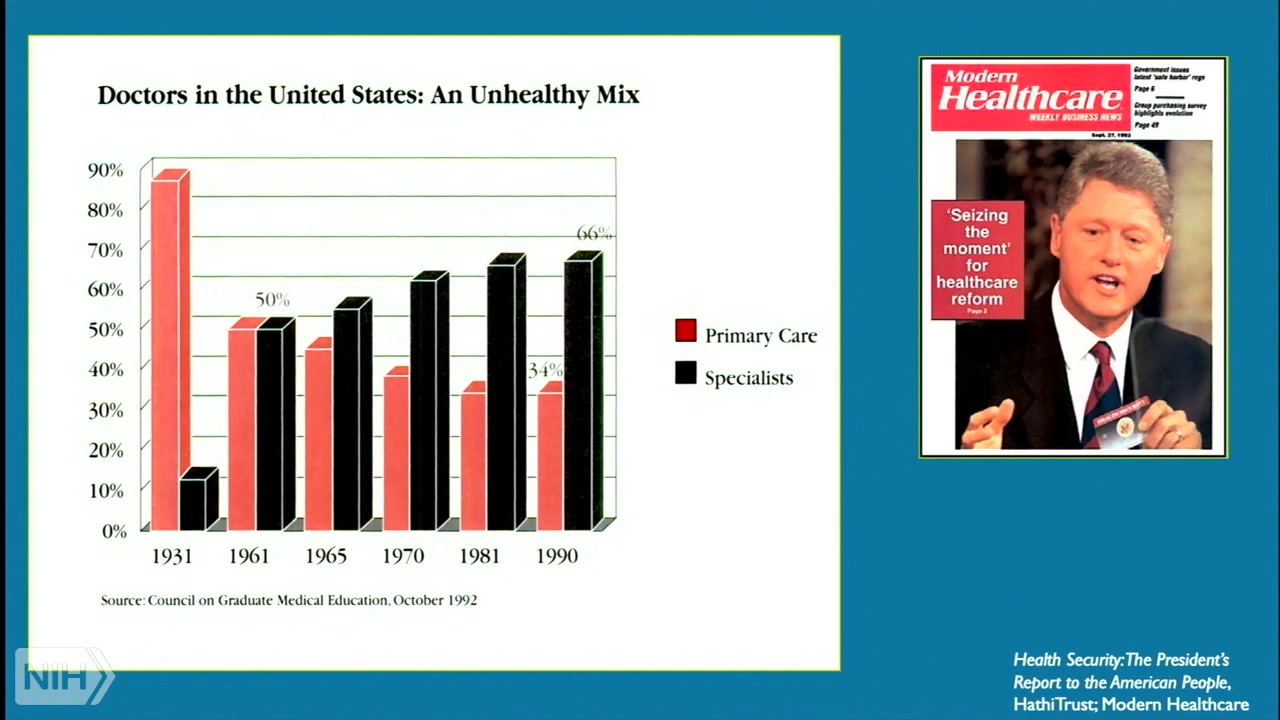 Doctors in the United States: An Unhealthy Mix
90%
80%
70%
60%
50%
40%
30%
20%
10%
0%
66%
50%
34%
1931 1961 1965 1970 1981 1990
Primary Care
Specialists
Source: Council on Graduate Medical Education, October 1992
NIH
Modern
Healthcare
WEEKLY BUSINESS NEWS
Government issues
latest 'safe harbor' regs
Page 6
Group purchasing survey
highlights evolution
Page 49
'Seizing
the
moment'
for
healthcare
reform
Page 2
Health Security: The President's
Report to the American People,
HathiTrust; Modern Healthcare